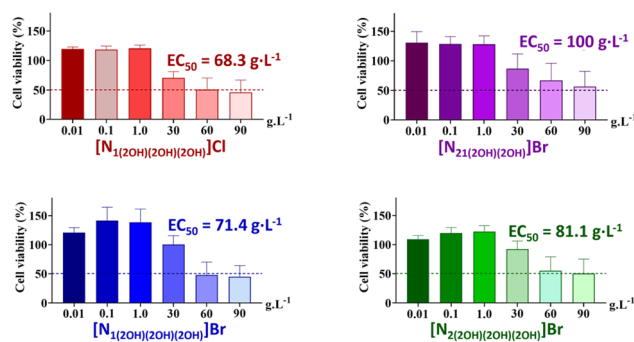 Cell viability (%)
150
100
50
0
EC₅₀ = 68.3 g·L⁻¹
0.01 0.1 1.0 30 60 90 g.L⁻¹
[N₁₍₂OH₎₍₂OH₎₍₂OH₎]Cl
Cell viability (%)
150
100
50
0
EC₅₀ = 100 g·L⁻¹
0.01 0.1 1.0 30 60 90 g.L⁻¹
[N₂₁₍₂OH₎₍₂OH₎]Br
Cell viability (%)
150
100
50
0
EC₅₀ = 71.4 g·L⁻¹
0.01 0.1 1.0 30 60 90 g.L⁻¹
[N₁₍₂OH₎₍₂OH₎₍₂OH₎]Br
Cell viability (%)
150
100
50
0
EC₅₀ = 81.1 g·L⁻¹
0.01 0.1 1.0 30 60 90 g.L⁻¹
[N₂₍₂OH₎₍₂OH₎₍₂OH₎]Br